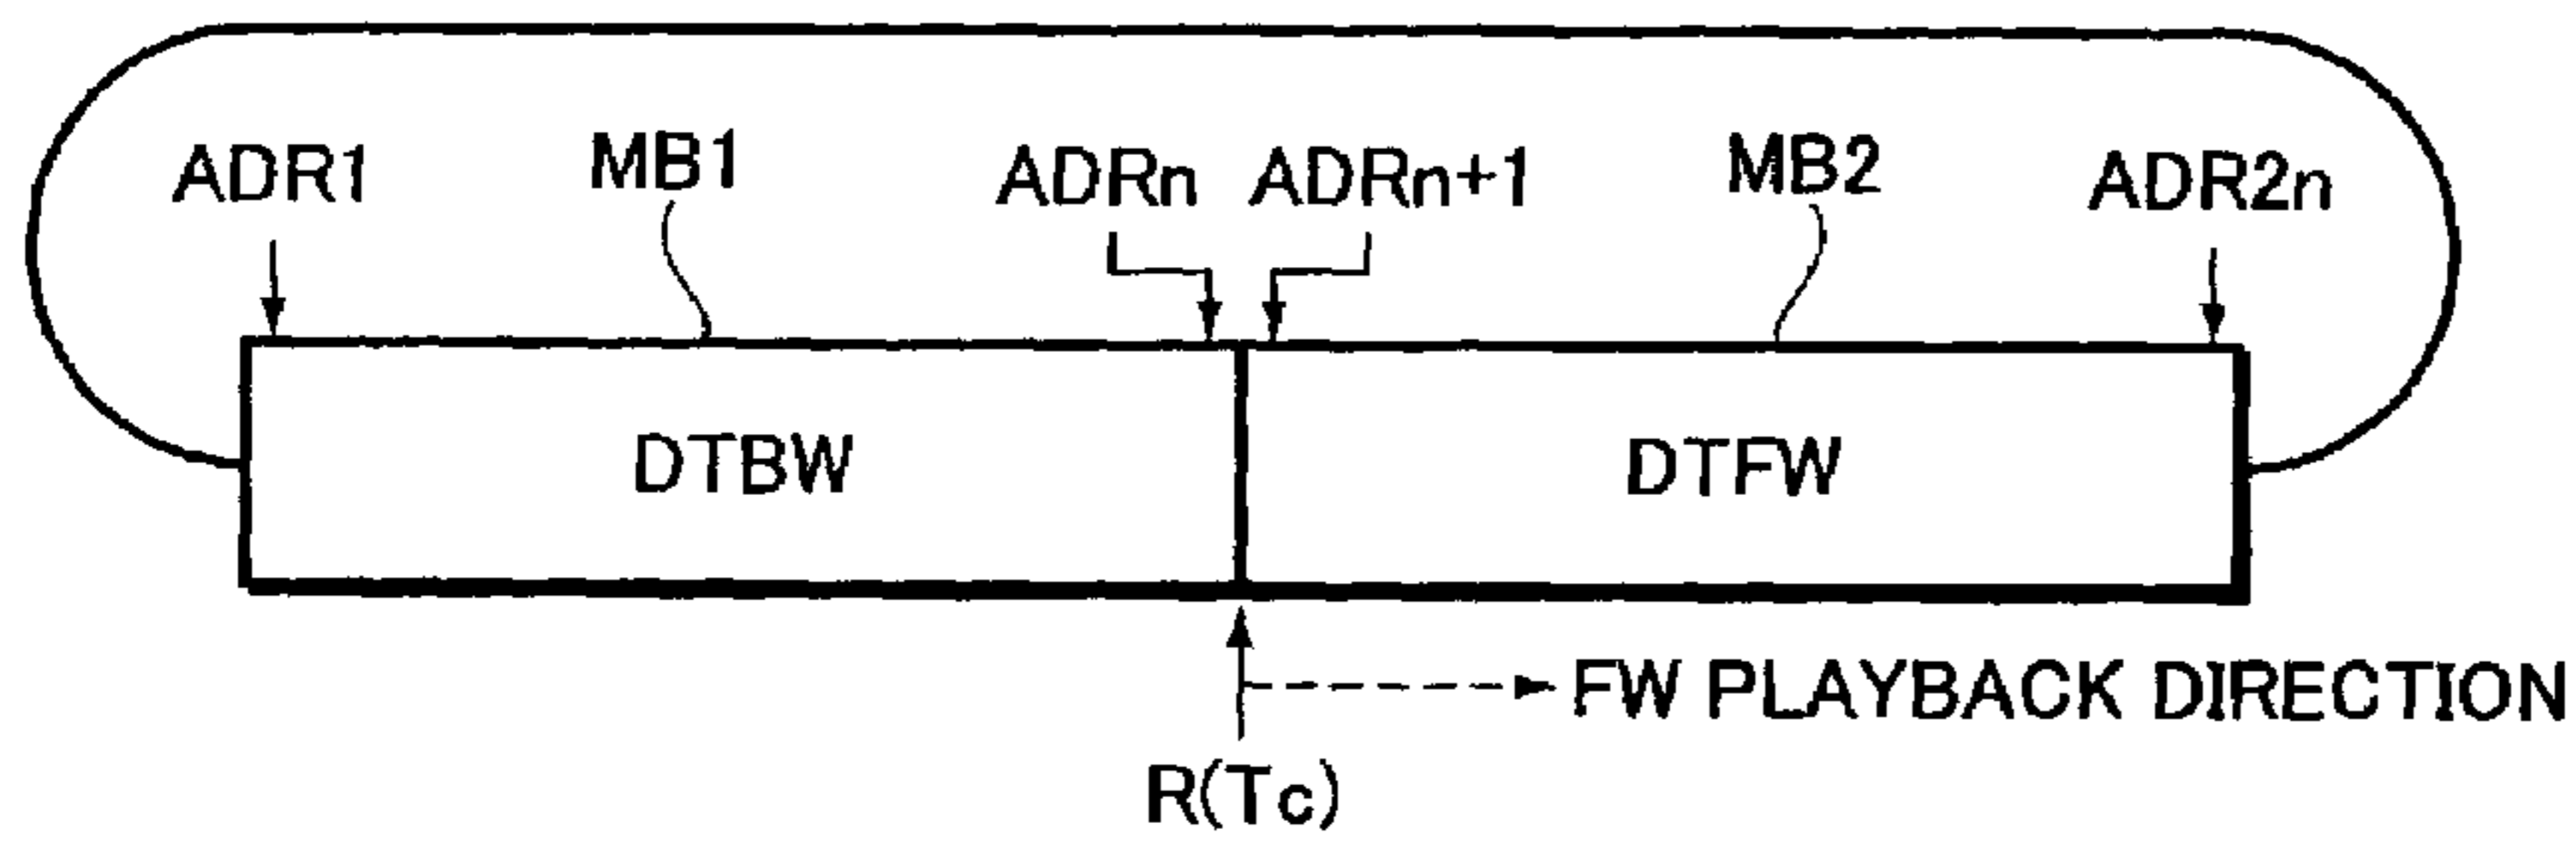 ADR1 MB1 ADRn ADRn+1 MB2 ADR2n
DTBW DTFW
FW PLAYBACK DIRECTION
R(Tc)